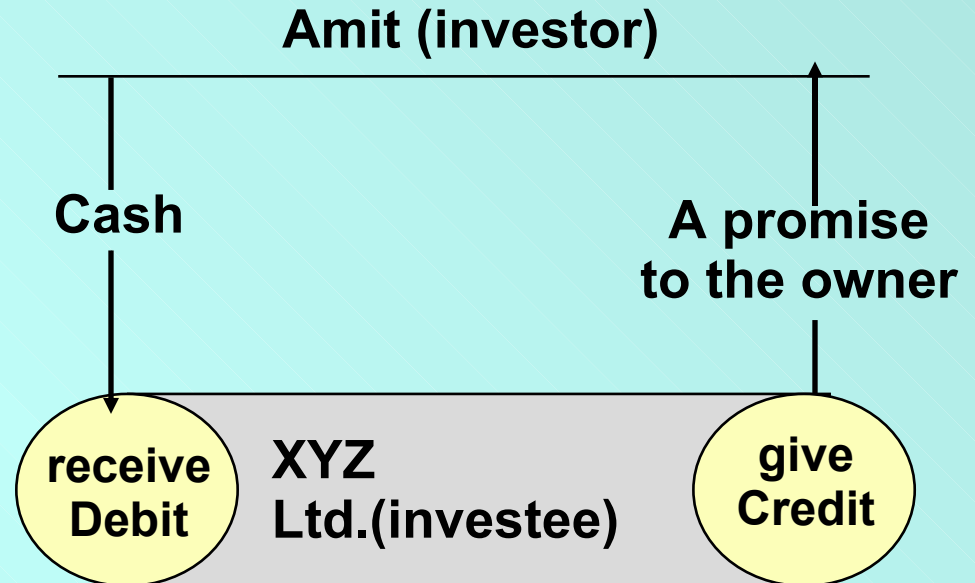 Amit (investor)
Cash
A promise
to the owner
receive
Debit
XYZ
Ltd.(investee)
give
Credit